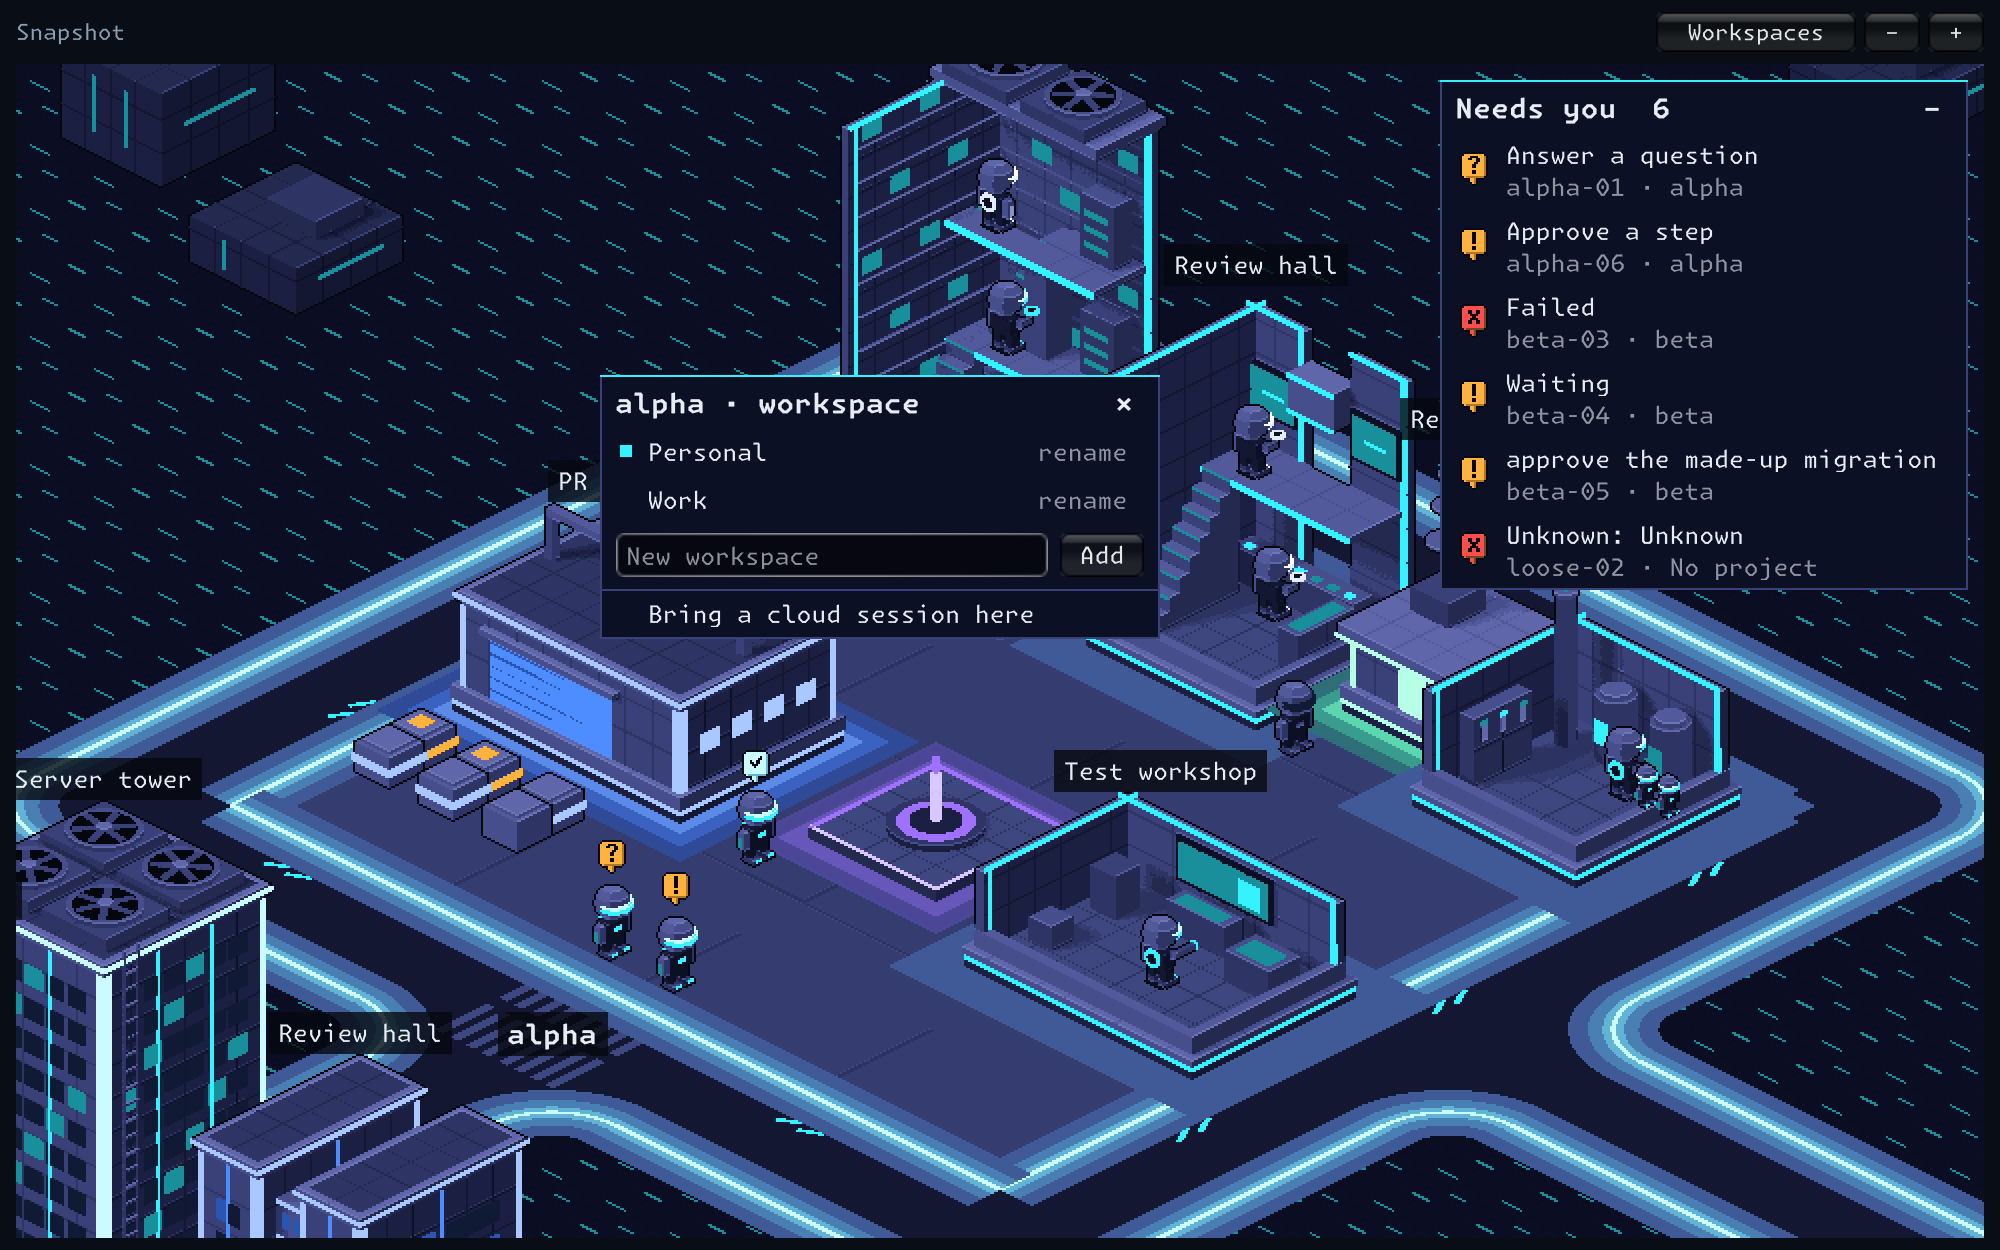 Snapshot
Workspaces
−
+
Needs you 6
−
? Answer a question
alpha-01 · alpha
! Approve a step
alpha-06 · alpha
x Failed
beta-03 · beta
! Waiting
beta-04 · beta
! approve the made-up migration
beta-05 · beta
x Unknown: Unknown
loose-02 · No project
Review hall
Re
alpha · workspace
×
Personal rename
Work rename
New workspace
Add
Bring a cloud session here
PR
Server tower
Test workshop
?
!
Review hall
alpha